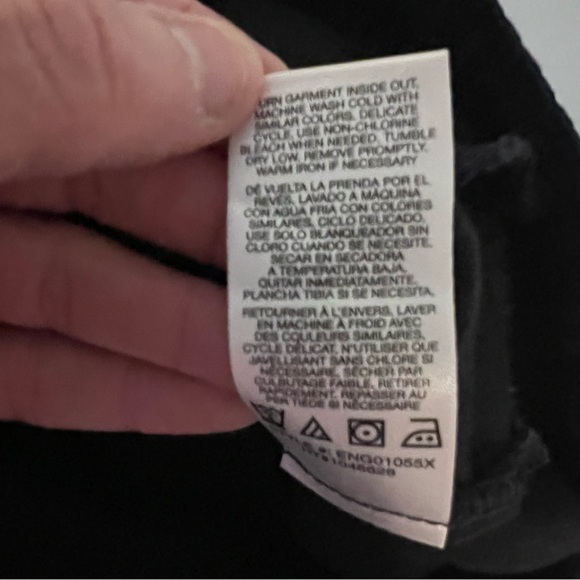 URN GARMENT INSIDE OUT.
MACHINE WASH COLD WITH
SIMILAR COLORS. DELICATE
CYCLE. USE NON-CHLORINE
BLEACH WHEN NEEDED. TUMBLE
DRY LOW. REMOVE PROMPTLY.
WARM IRON IF NECESSARY
DÉ VUELTA LA PRENDA POR EL
REVÉS. LAVADO A MÁQUINA
CON AGUA FRIA CON COLORES
SIMILARES. CICLO DELICADO.
USE SOLO BLANQUEADOR SIN
CLORO CUANDO SE NECESITE.
SECAR EN SECADORA
A TEMPERATURA BAJA.
QUITAR INMEDIATAMENTE.
PLANCHA TIBIA SI SE NECESITA.
RETOURNER À L'ENVERS. LAVER
EN MACHINE À FROID AVEC
DES COULEURS SIMILAIRES.
CYCLE DÉLICAT. N'UTILISER QUE
JAVELLISANT SANS CHLORE SI
NÉCESSAIRE. SÉCHER PAR
CULBUTAGE FAIBLE. RETIRER
RAPIDEMENT. REPASSER AU
FER TIÈDE SI NÉCESSAIRE
#: ENG01055X